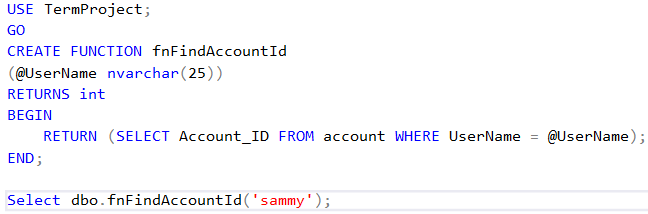 USE TermProject;
GO
CREATE FUNCTION fnFindAccountId
(@UserName nvarchar(25))
RETURNS int
BEGIN
    RETURN (SELECT Account_ID FROM account WHERE UserName = @UserName);
END;

Select dbo.fnFindAccountId('sammy');